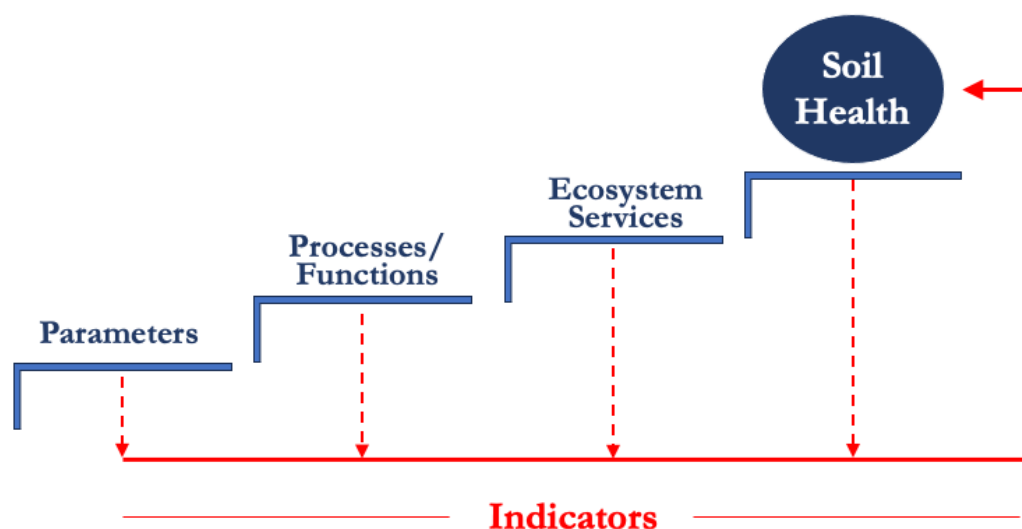 Soil
Health
Ecosystem
Services
Processes/
Functions
Parameters
Indicators